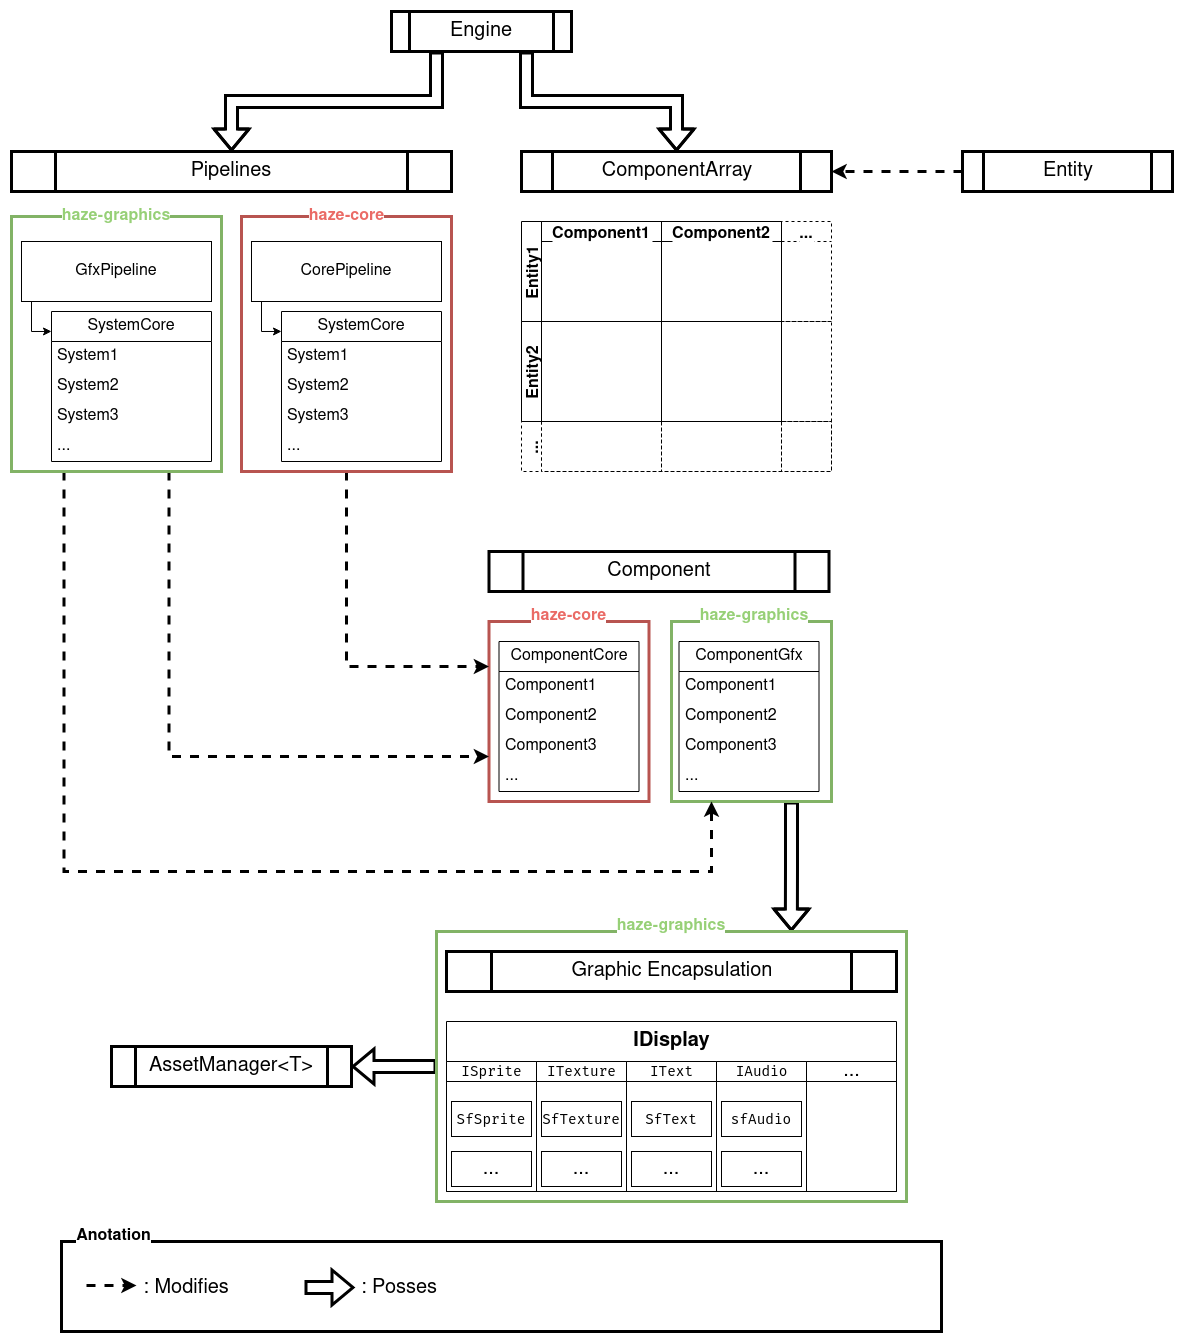 Engine
Pipelines
ComponentArray
Entity
haze-graphics
haze-core
GfxPipeline
SystemCore
System1
System2
System3
...
CorePipeline
SystemCore
System1
System2
System3
...
Component1
Component2
...
Entity1
Entity2
...
Component
haze-core
haze-graphics
ComponentCore
Component1
Component2
Component3
...
ComponentGfx
Component1
Component2
Component3
...
haze-graphics
Graphic Encapsulation
AssetManager<T>
IDisplay
ISprite
ITexture
IText
IAudio
...
SfSprite
SfTexture
SfText
sfAudio
...
...
...
...
Anotation
: Modifies
: Posses